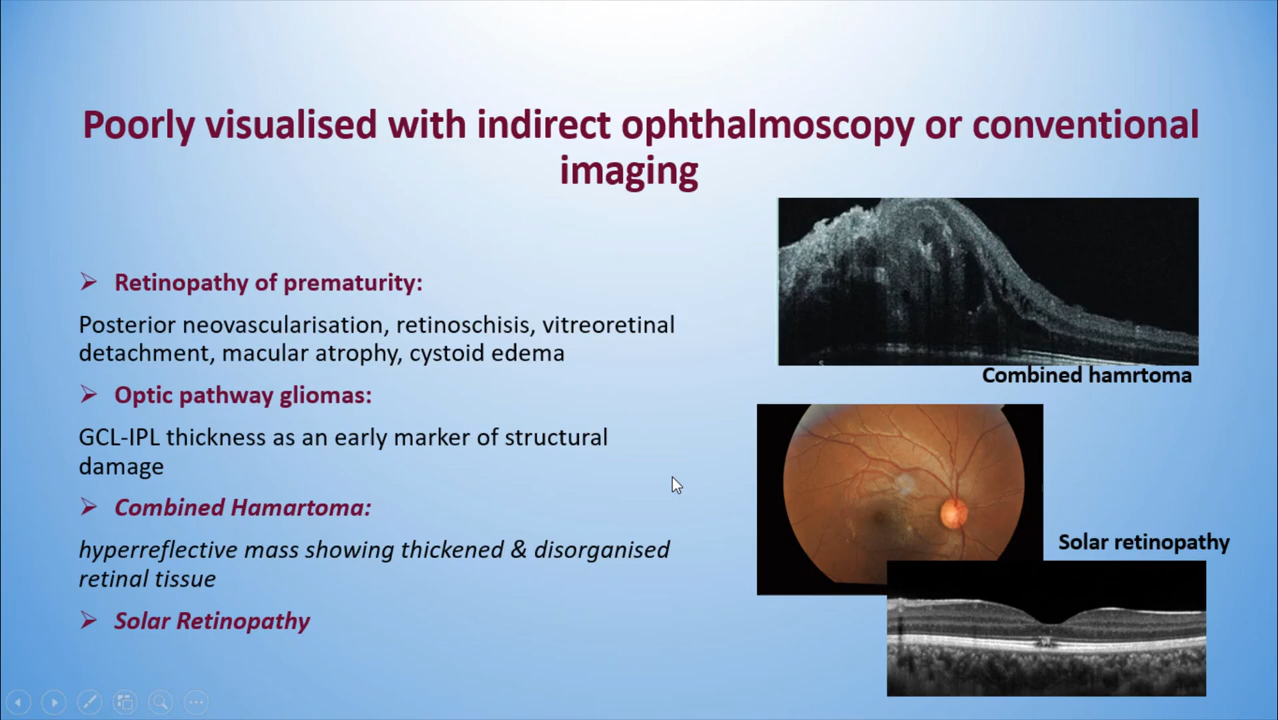 Poorly visualised with indirect ophthalmoscopy or conventional
imaging
Retinopathy of prematurity:
Posterior neovascularisation, retinoschisis, vitreoretinal
detachment, macular atrophy, cystoid edema
Optic pathway gliomas:
GCL-IPL thickness as an early marker of structural
damage
Combined Hamartoma:
hyperreflective mass showing thickened & disorganised
retinal tissue
Solar Retinopathy
Combined hamrtoma
Solar retinopathy